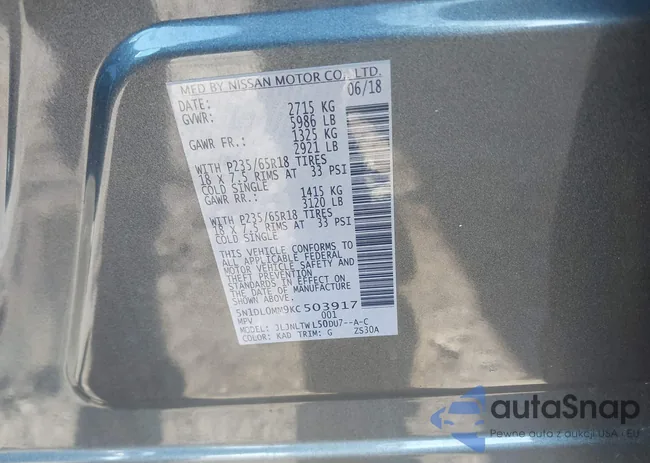 MFD BY NISSAN MOTOR CO., LTD.
DATE: 06/18
GVWR: 2715 KG
5986 LB
GAWR FR.: 1325 KG
2921 LB
WITH P235/65R18 TIRES
18 X 7.5 RIMS AT 33 PSI
COLD SINGLE
GAWR RR.: 1415 KG
3120 LB
WITH P235/65R18 TIRES
18 X 7.5 RIMS AT 33 PSI
COLD SINGLE
THIS VEHICLE CONFORMS TO
ALL APPLICABLE FEDERAL
MOTOR VEHICLE SAFETY AND
THEFT PREVENTION
STANDARDS IN EFFECT ON
THE DATE OF MANUFACTURE
SHOWN ABOVE.
5N1DL0MM9KC503917
MPV 001
MODEL: JLJNLTWL50DU7--A-C
COLOR: KAD TRIM: G ZS30A
autaSnap
Pewne auta z aukcji USA i EU